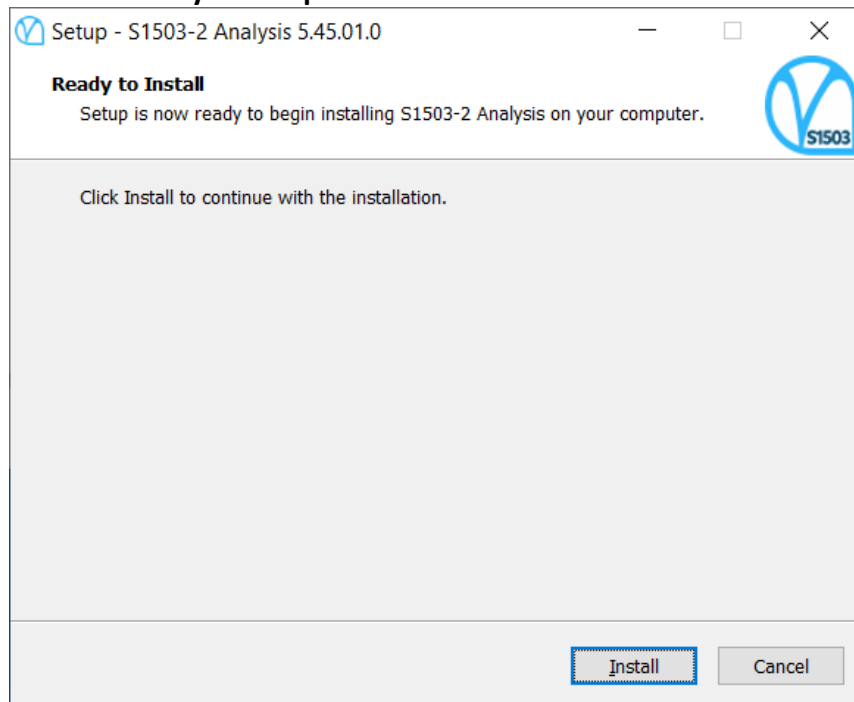 Setup - S1503-2 Analysis 5.45.01.0
Ready to Install
Setup is now ready to begin installing S1503-2 Analysis on your computer.
S1503
Click Install to continue with the installation.
Install
Cancel